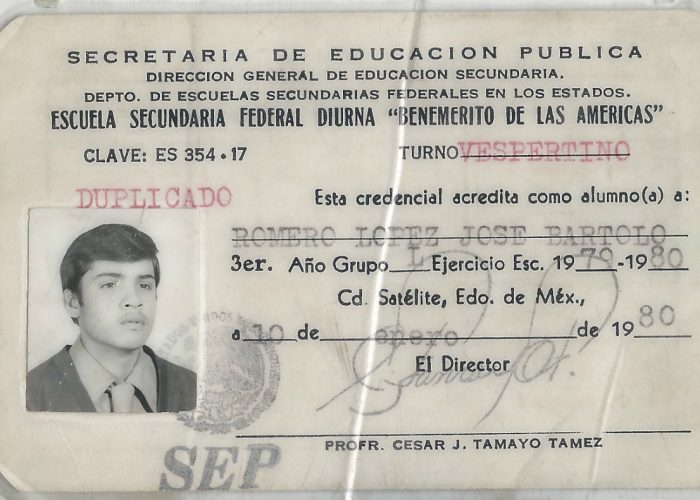 SECRETARIA DE EDUCACION PUBLICA
DIRECCION GENERAL DE EDUCACION SECUNDARIA.
DEPTO. DE ESCUELAS SECUNDARIAS FEDERALES EN LOS ESTADOS.
ESCUELA SECUNDARIA FEDERAL DIURNA "BENEMERITO DE LAS AMERICAS"
CLAVE: ES 354-17 TURNO VESPERTINO
DUPLICADO Esta credencial acredita como alumno(a) a:
ROMERO LOPEZ JOSE BARTOLO
3er. Año Grupo L Ejercicio Esc. 1979-1980
Cd. Satélite, Edo. de Méx.,
a 10 de enero de 1980
El Director
PROFR. CESAR J. TAMAYO TAMEZ
SEP